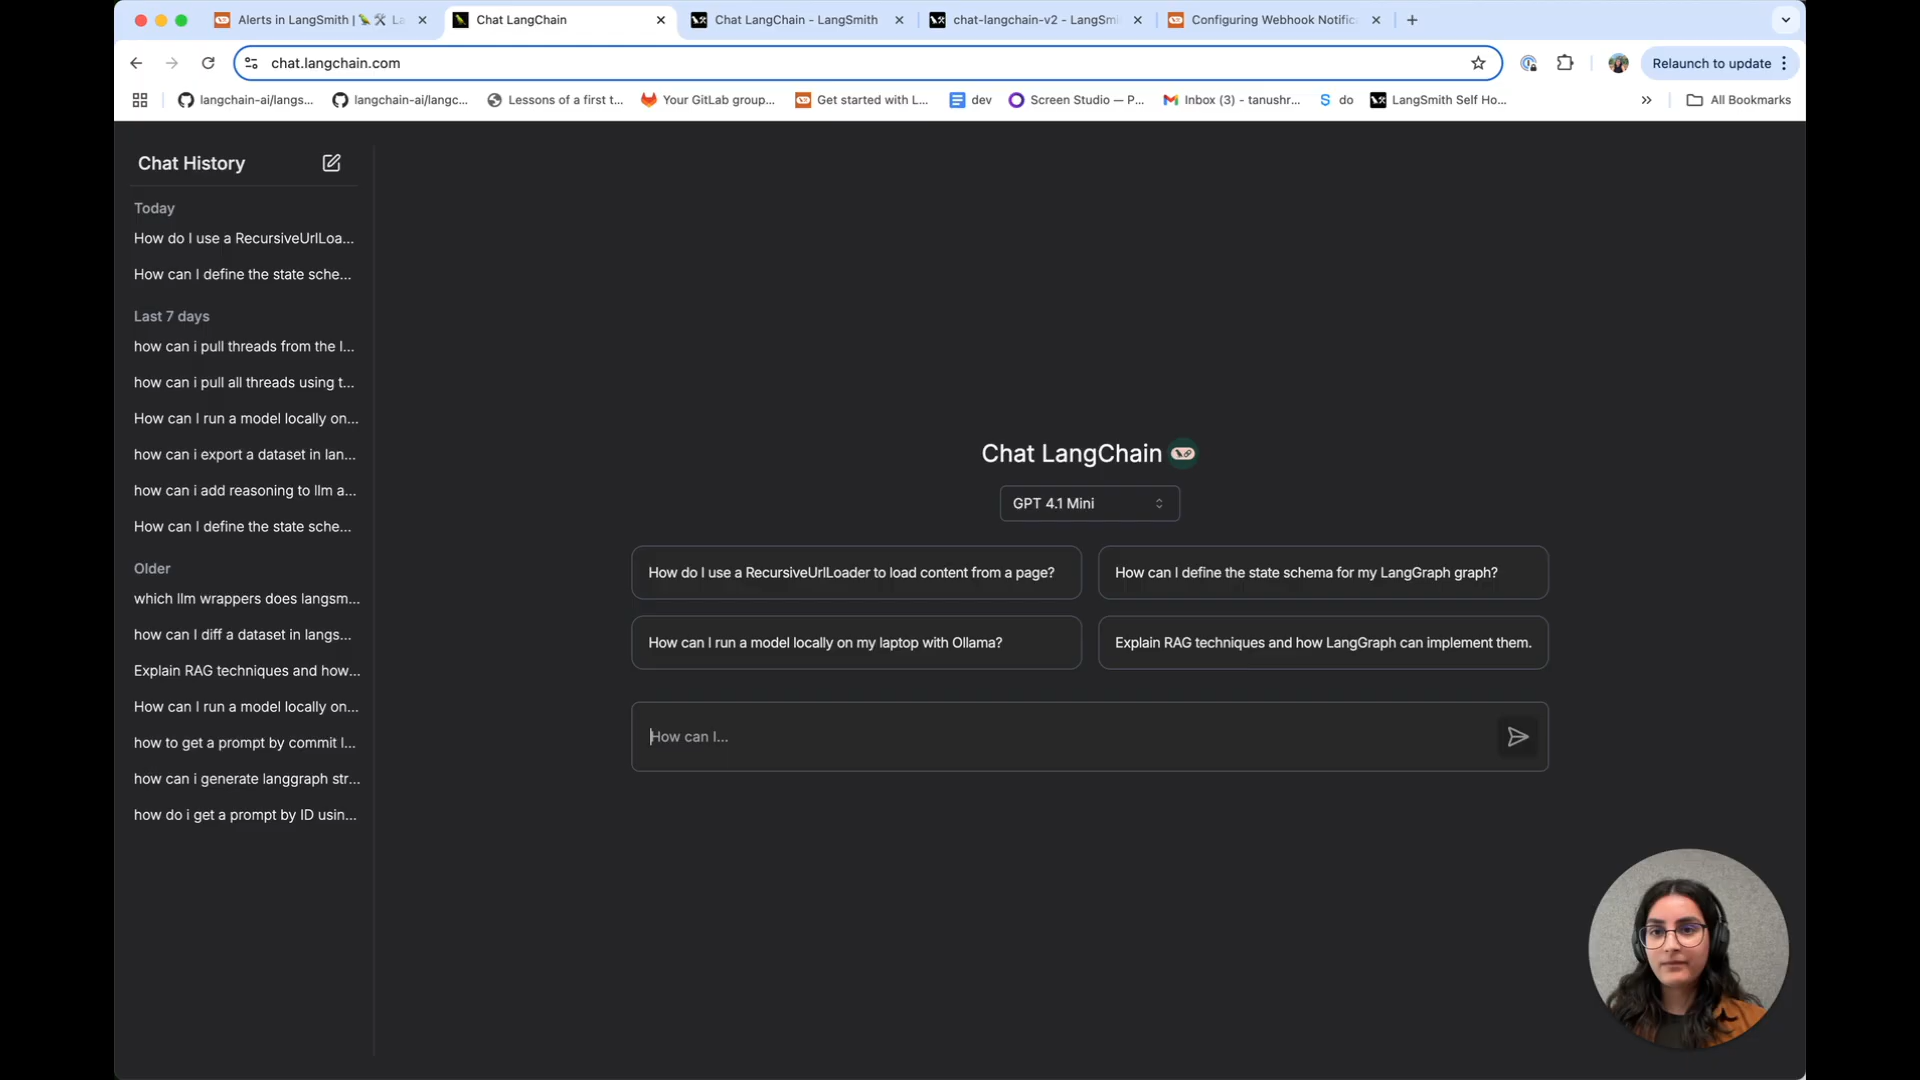 Alerts in LangSmith | La
Chat LangChain
Chat LangChain - LangSmith
chat-langchain-v2 - LangSmi
Configuring Webhook Notific
chat.langchain.com
Relaunch to update
langchain-ai/langs...
langchain-ai/langc...
Lessons of a first t...
Your GitLab group...
Get started with L...
dev
Screen Studio — P...
Inbox (3) - tanushr...
do
LangSmith Self Ho...
All Bookmarks
Chat History
Today
How do I use a RecursiveUrlLoa...
How can I define the state sche...
Last 7 days
how can i pull threads from the l...
how can i pull all threads using t...
How can I run a model locally on...
how can i export a dataset in lan...
how can i add reasoning to llm a...
How can I define the state sche...
Older
which llm wrappers does langsm...
how can I diff a dataset in langs...
Explain RAG techniques and how...
How can I run a model locally on...
how to get a prompt by commit l...
how can i generate langgraph str...
how do i get a prompt by ID usin...
Chat LangChain
GPT 4.1 Mini
How do I use a RecursiveUrlLoader to load content from a page?
How can I define the state schema for my LangGraph graph?
How can I run a model locally on my laptop with Ollama?
Explain RAG techniques and how LangGraph can implement them.
How can I...